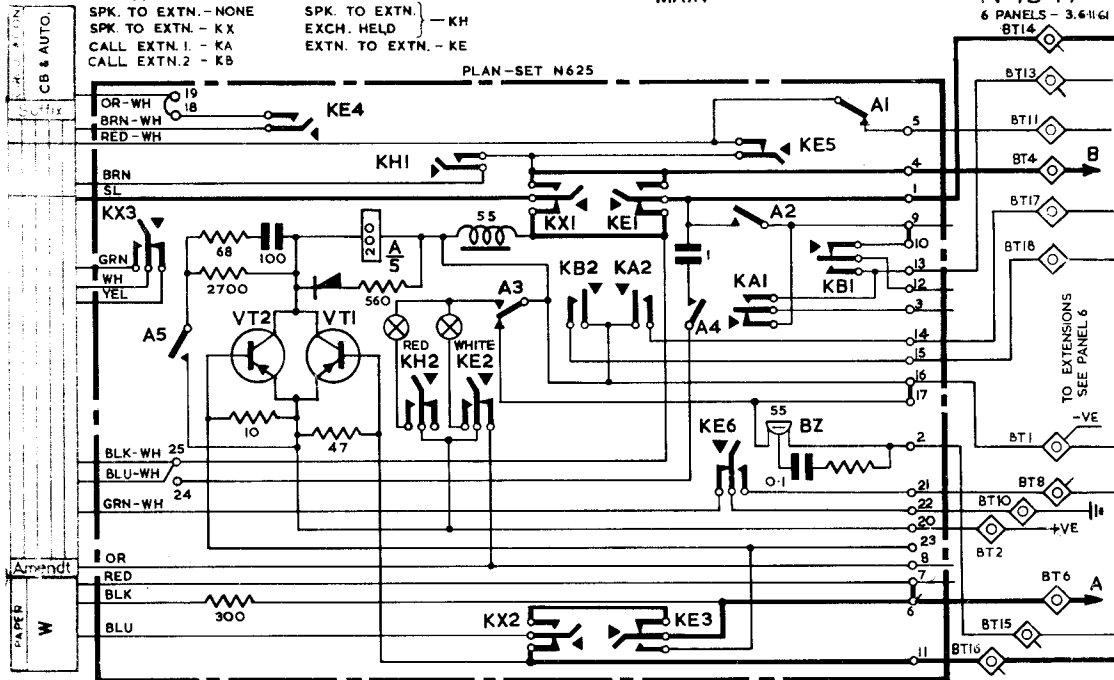 MAIN
6 PANELS - 3.6·11·61
SPK. TO EXTN. - NONE
SPK. TO EXTN. - KX
CALL EXTN. 1. - KA
CALL EXTN. 2 - KB
SPK. TO EXTN.
EXCH. HELD
- KH
EXTN. TO EXTN. - KE
CB & AUTO.
Suffix
Amendt
PAPER
W
PLAN-SET N625
OR-WH
19
18
BRN-WH
RED-WH
KE4
A1
5
KE5
KH1
BRN
SL
4
1
KX3
KX1
KE1
A2
9
10
13
12
3
14
15
16
17
68
100
200
A
5
55
2700
560
1
KB1
KA1
KB2
KA2
A3
A4
GRN
WH
YEL
A5
VT2
VT1
RED
KH2
WHITE
KE2
10
47
55
BZ
0·1
KE6
2
21
22
20
23
8
7
6
11
BLK-WH
25
BLU-WH
24
GRN-WH
OR
RED
BLK
300
BLU
KX2
KE3
BT14
BT13
BT11
BT4
B
BT17
BT18
TO EXTENSIONS
SEE PANEL 6
-VE
BT1
BT8
BT10
+VE
BT2
BT6
A
BT15
BT16